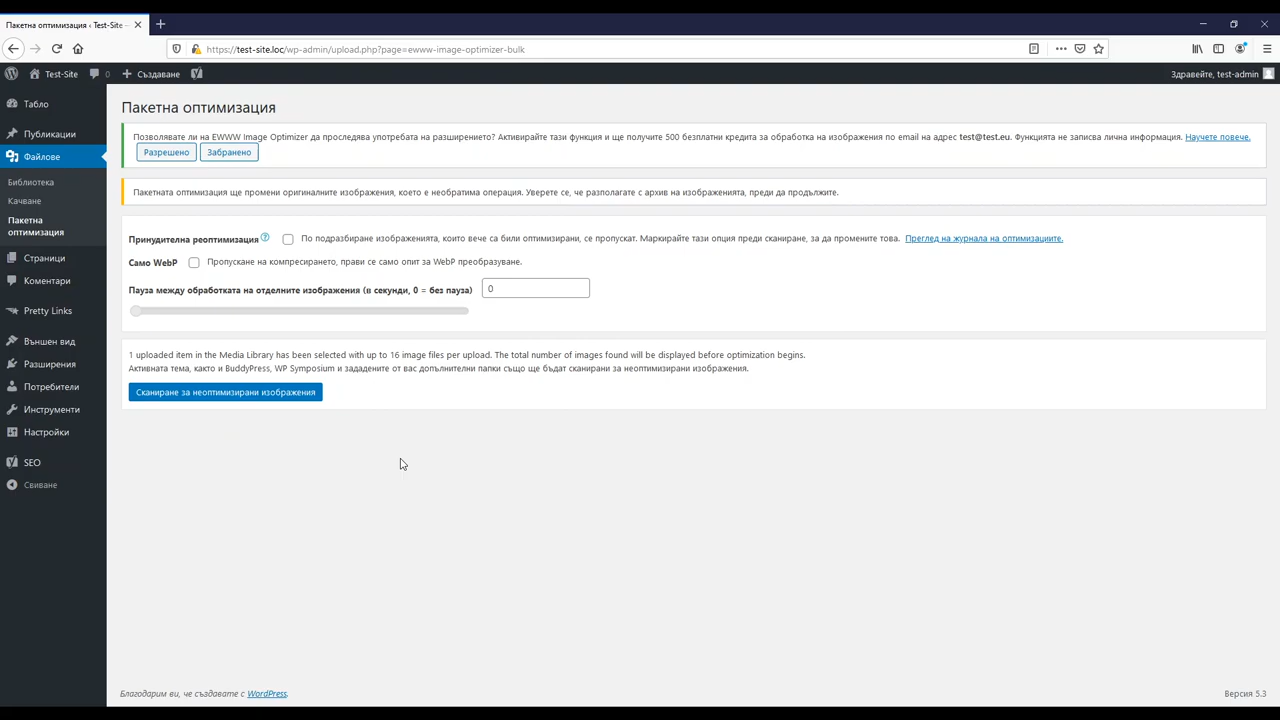 Пакетна оптимизация ‹ Test-Site —
https://test-site.loc/wp-admin/upload.php?page=ewww-image-optimizer-bulk
Test-Site
0
Създаване
Здравейте, test-admin
Табло
Публикации
Файлове
Библиотека
Качване
Пакетна
оптимизация
Страници
Коментари
Pretty Links
Външен вид
Разширения
Потребители
Инструменти
Настройки
SEO
Свиване
Пакетна оптимизация
Позволявате ли на EWWW Image Optimizer да проследява употребата на разширението? Активирайте тази функция и ще получите 500 безплатни кредита за обработка на изображения по email на адрес test@test.eu. Функцията не записва лична информация. Научете повече.
Разрешено Забранено
Пакетната оптимизация ще промени оригиналните изображения, което е необратима операция. Уверете се, че разполагате с архив на изображенията, преди да продължите.
Принудителна реоптимизация ? По подразбиране изображенията, които вече са били оптимизирани, се пропускат. Маркирайте тази опция преди сканиране, за да промените това. Преглед на журнала на оптимизациите.
Само WebP Пропускане на компресирането, прави се само опит за WebP преобразуване.
Пауза между обработката на отделните изображения (в секунди, 0 = без пауза) 0
1 uploaded item in the Media Library has been selected with up to 16 image files per upload. The total number of images found will be displayed before optimization begins.
Активната тема, както и BuddyPress, WP Symposium и зададените от вас допълнителни папки също ще бъдат сканирани за неоптимизирани изображения.
Сканиране за неоптимизирани изображения
Благодарим ви, че създавате с WordPress.
Версия 5.3